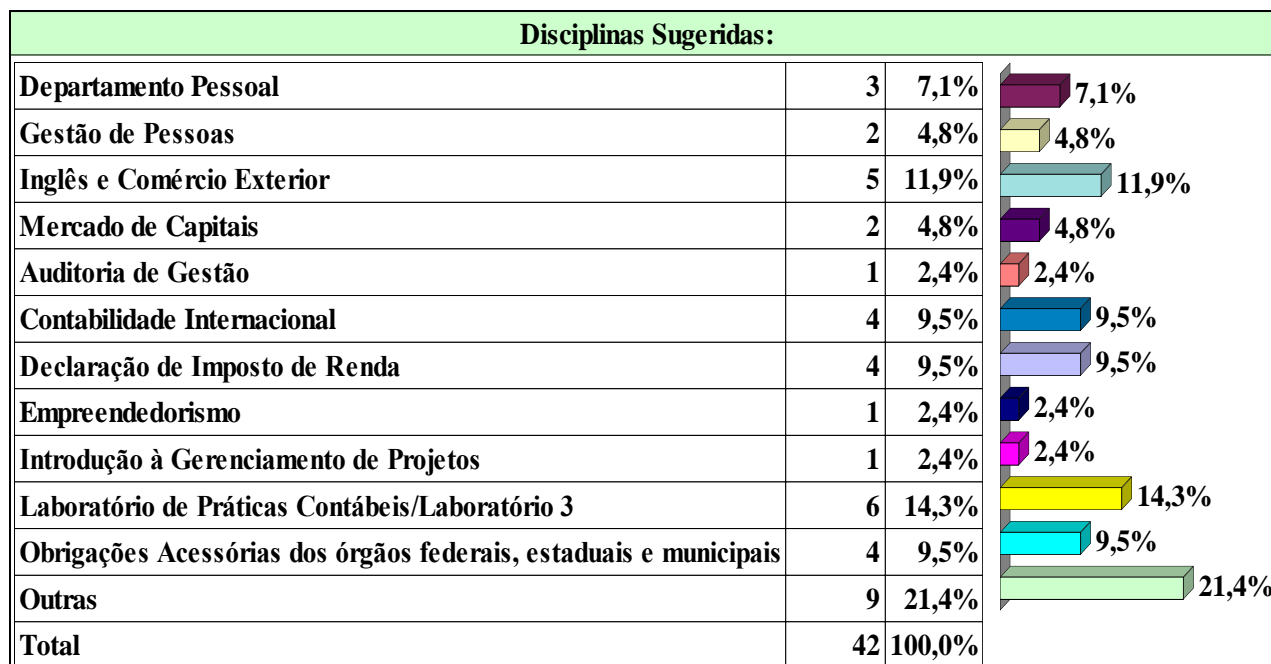 Disciplinas Sugeridas:
Departamento Pessoal 3 7,1% 7,1%
Gestão de Pessoas 2 4,8% 4,8%
Inglês e Comércio Exterior 5 11,9% 11,9%
Mercado de Capitais 2 4,8% 4,8%
Auditoria de Gestão 1 2,4% 2,4%
Contabilidade Internacional 4 9,5% 9,5%
Declaração de Imposto de Renda 4 9,5% 9,5%
Empreendedorismo 1 2,4% 2,4%
Introdução à Gerenciamento de Projetos 1 2,4% 2,4%
Laboratório de Práticas Contábeis/Laboratório 3 6 14,3% 14,3%
Obrigações Acessórias dos órgãos federais, estaduais e municipais 4 9,5% 9,5%
Outras 9 21,4% 21,4%
Total 42 100,0%